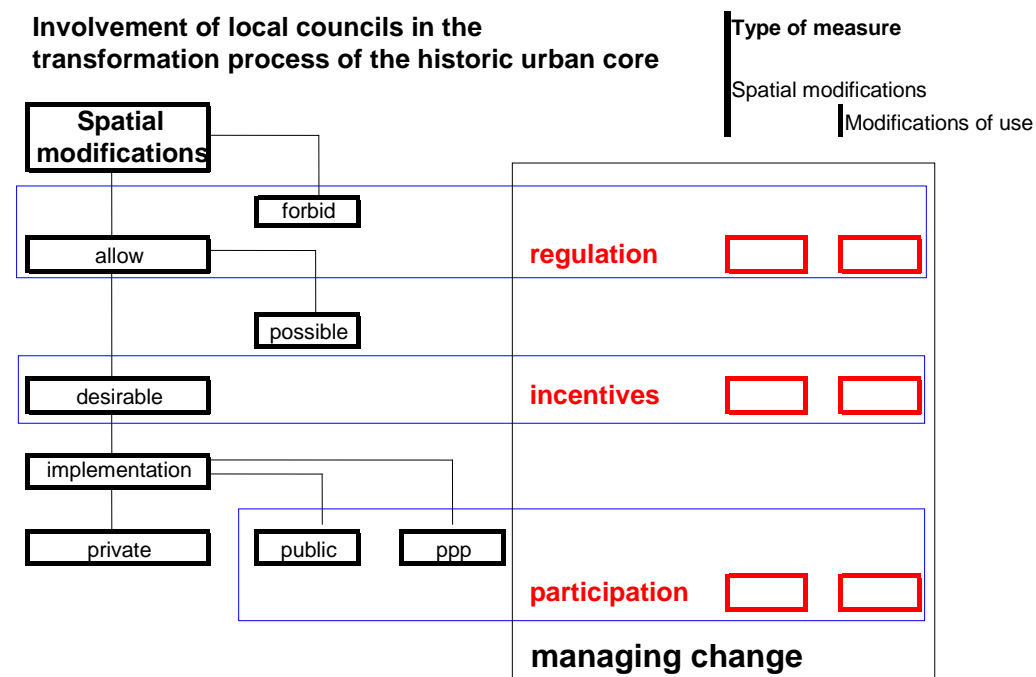 Involvement of local councils in the
transformation process of the historic urban core
Type of measure
Spatial modifications
Modifications of use
Spatial
modifications
forbid
allow
regulation
possible
desirable
incentives
implementation
private
public
ppp
participation
managing change